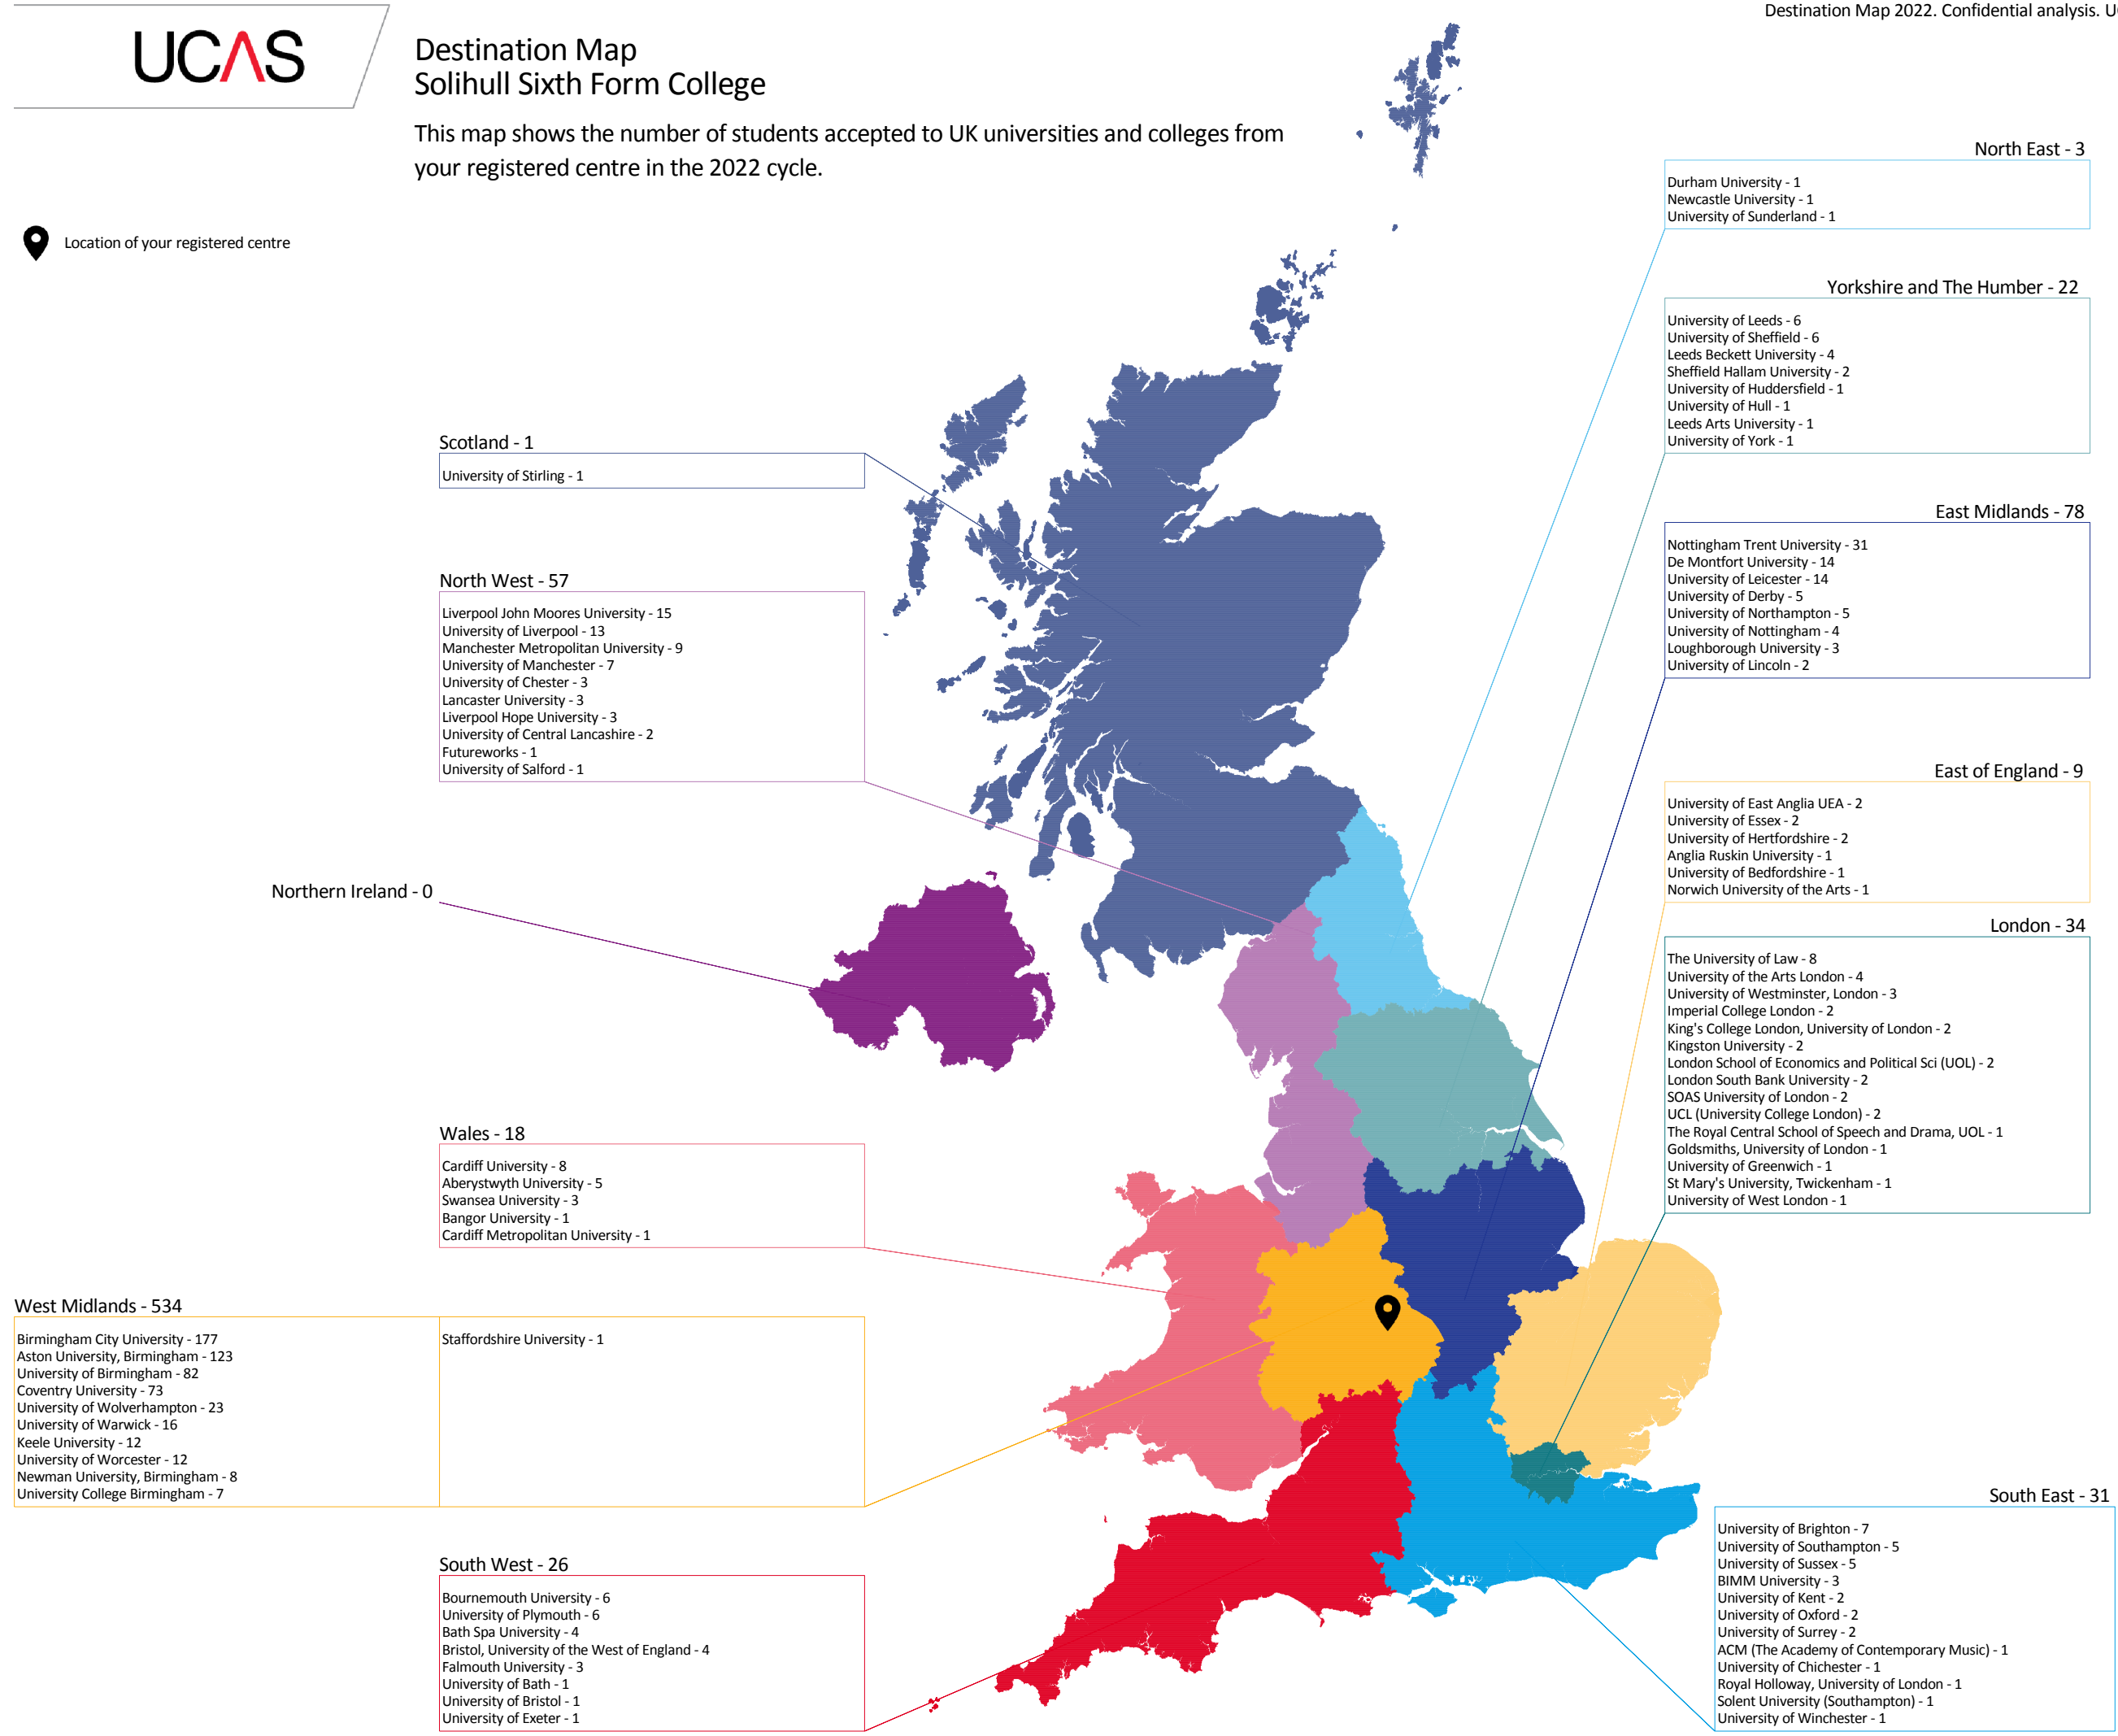 UCAS
Destination Map 2022. Confidential analysis.
Destination Map
Solihull Sixth Form College
This map shows the number of students accepted to UK universities and colleges from
your registered centre in the 2022 cycle.
Location of your registered centre
North East - 3
Durham University - 1
Newcastle University - 1
University of Sunderland - 1
Yorkshire and The Humber - 22
University of Leeds - 6
University of Sheffield - 6
Leeds Beckett University - 4
Sheffield Hallam University - 2
University of Huddersfield - 1
University of Hull - 1
Leeds Arts University - 1
University of York - 1
Scotland - 1
University of Stirling - 1
East Midlands - 78
Nottingham Trent University - 31
De Montfort University - 14
University of Leicester - 14
University of Derby - 5
University of Northampton - 5
University of Nottingham - 4
Loughborough University - 3
University of Lincoln - 2
North West - 57
Liverpool John Moores University - 15
University of Liverpool - 13
Manchester Metropolitan University - 9
University of Manchester - 7
University of Chester - 3
Lancaster University - 3
Liverpool Hope University - 3
University of Central Lancashire - 2
Futureworks - 1
University of Salford - 1
East of England - 9
University of East Anglia UEA - 2
University of Essex - 2
University of Hertfordshire - 2
Anglia Ruskin University - 1
University of Bedfordshire - 1
Norwich University of the Arts - 1
Northern Ireland - 0
London - 34
The University of Law - 8
University of the Arts London - 4
University of Westminster, London - 3
Imperial College London - 2
King's College London, University of London - 2
Kingston University - 2
London School of Economics and Political Sci (UOL) - 2
London South Bank University - 2
SOAS University of London - 2
UCL (University College London) - 2
The Royal Central School of Speech and Drama, UOL - 1
Goldsmiths, University of London - 1
University of Greenwich - 1
St Mary's University, Twickenham - 1
University of West London - 1
Wales - 18
Cardiff University - 8
Aberystwyth University - 5
Swansea University - 3
Bangor University - 1
Cardiff Metropolitan University - 1
West Midlands - 534
Birmingham City University - 177
Aston University, Birmingham - 123
University of Birmingham - 82
Coventry University - 73
University of Wolverhampton - 23
University of Warwick - 16
Keele University - 12
University of Worcester - 12
Newman University, Birmingham - 8
University College Birmingham - 7
Staffordshire University - 1
South East - 31
University of Brighton - 7
University of Southampton - 5
University of Sussex - 5
BIMM University - 3
University of Kent - 2
University of Oxford - 2
University of Surrey - 2
ACM (The Academy of Contemporary Music) - 1
University of Chichester - 1
Royal Holloway, University of London - 1
Solent University (Southampton) - 1
University of Winchester - 1
South West - 26
Bournemouth University - 6
University of Plymouth - 6
Bath Spa University - 4
Bristol, University of the West of England - 4
Falmouth University - 3
University of Bath - 1
University of Bristol - 1
University of Exeter - 1